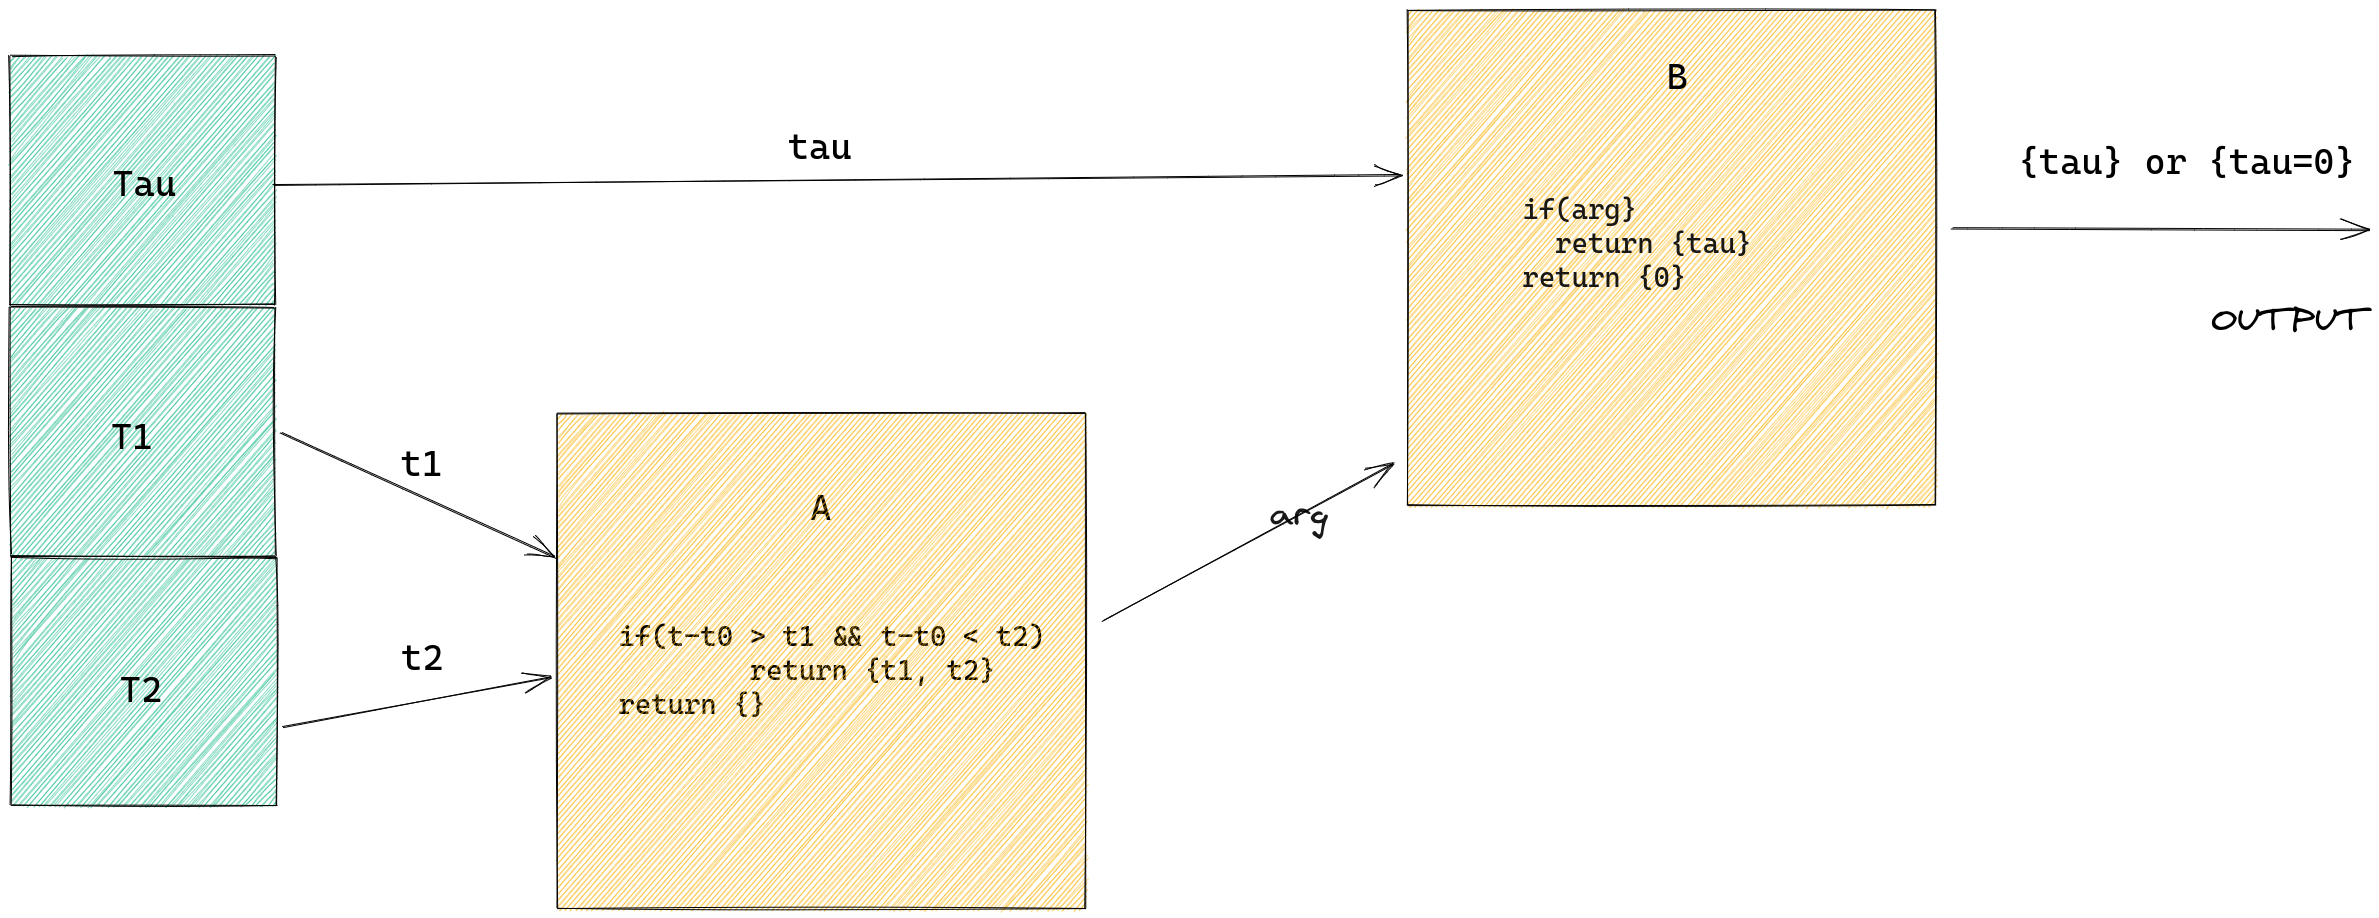 Tau
T1
T2
tau
t1
t2
A
if(t-t0 > t1 && t-t0 < t2)
return {t1, t2}
return {}
arg
B
if(arg}
return {tau}
return {0}
{tau} or {tau=0}
OUTPUT